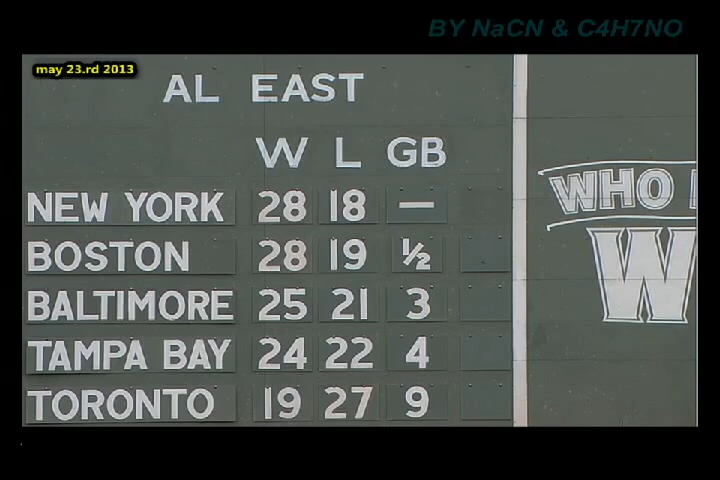 BY NaCN & C4H7NO
may 23.rd 2013
AL EAST
W L GB
NEW YORK 28 18 —
BOSTON 28 19 ½
BALTIMORE 25 21 3
TAMPA BAY 24 22 4
TORONTO 19 27 9
WHO
W